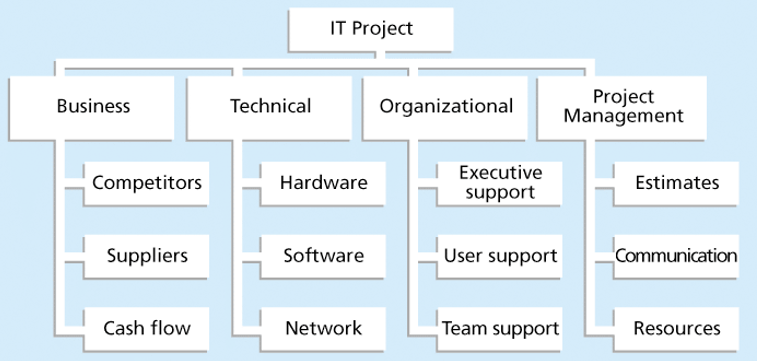 IT Project
Business
Technical
Organizational
Project
Management
Competitors
Hardware
Executive
support
Estimates
Suppliers
Software
User support
Communication
Cash flow
Network
Team support
Resources